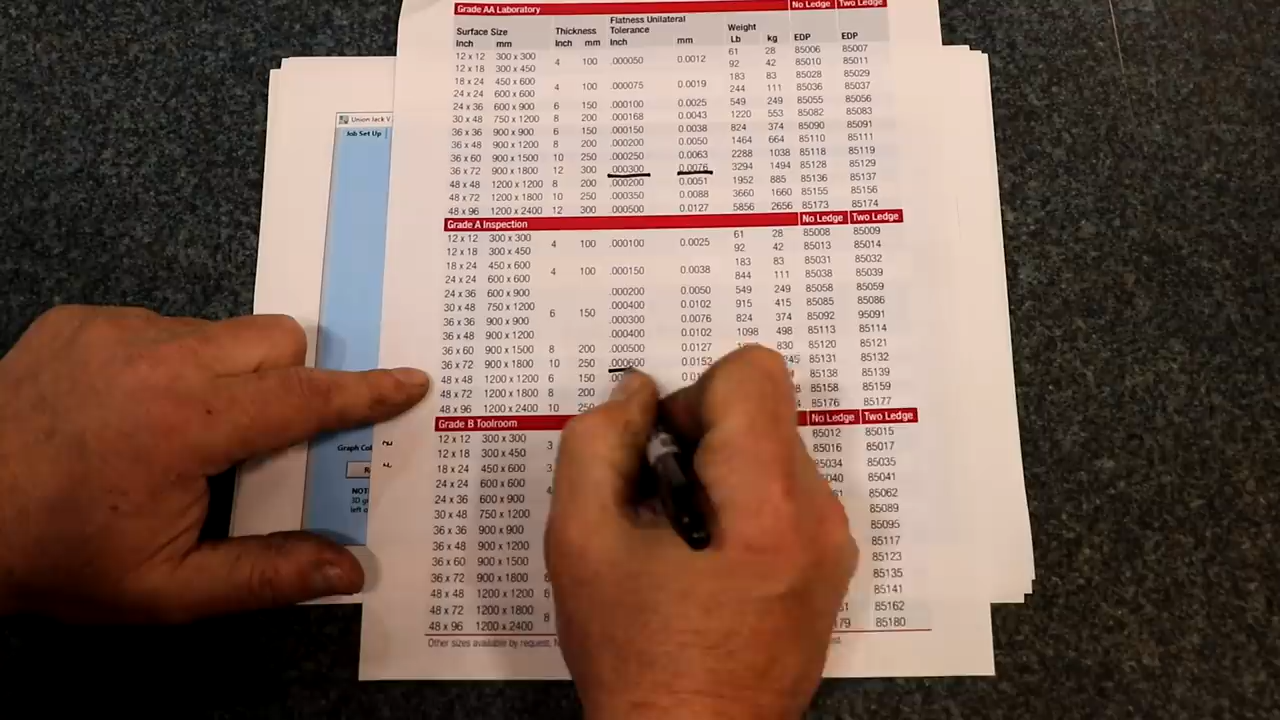 Grade AA Laboratory No Ledge Two Ledge
Surface Size Thickness Flatness Unilateral Tolerance Weight
Inch mm Inch mm Inch mm Lb kg EDP EDP
12 x 12 300 x 300 4 100 .000050 0.0012 61 28 85006 85007
12 x 18 300 x 450 92 42 85010 85011
18 x 24 450 x 600 4 100 .000075 0.0019 183 83 85028 85029
24 x 24 600 x 600 244 111 85036 85037
24 x 36 600 x 900 6 150 .000100 0.0025 549 249 85055 85056
30 x 48 750 x 1200 8 200 .000168 0.0043 1220 553 85082 85083
36 x 36 900 x 900 6 150 .000150 0.0038 824 374 85090 85091
36 x 48 900 x 1200 8 200 .000200 0.0050 1464 664 85110 85111
36 x 60 900 x 1500 10 250 .000250 0.0063 2288 1038 85118 85119
36 x 72 900 x 1800 12 300 .000300 0.0076 3294 1494 85128 85129
48 x 48 1200 x 1200 8 200 .000200 0.0051 1952 885 85136 85137
48 x 72 1200 x 1800 10 250 .000350 0.0088 3660 1660 85155 85156
48 x 96 1200 x 2400 12 300 .000500 0.0127 5856 2656 85173 85174
Grade A Inspection No Ledge Two Ledge
12 x 12 300 x 300 4 100 .000100 0.0025 61 28 85008 85009
12 x 18 300 x 450 92 42 85013 85014
18 x 24 450 x 600 4 100 .000150 0.0038 183 83 85031 85032
24 x 24 600 x 600 844 111 85038 85039
24 x 36 600 x 900 .000200 0.0050 549 249 85058 85059
30 x 48 750 x 1200 6 150 .000400 0.0102 915 415 85085 85086
36 x 36 900 x 900 .000300 0.0076 824 374 85092 95091
36 x 48 900 x 1200 .000400 0.0102 1098 498 85113 85114
36 x 60 900 x 1500 8 200 .000500 0.0127 830 85120 85121
36 x 72 900 x 1800 10 250 .000600 0.0152 85131 85132
48 x 48 1200 x 1200 6 150 85138 85139
48 x 72 1200 x 1800 8 200 85158 85159
48 x 96 1200 x 2400 10 250 85176 85177
Grade B Toolroom No Ledge Two Ledge
12 x 12 300 x 300 3 85012 85015
12 x 18 300 x 450 85016 85017
18 x 24 450 x 600 3 85034 85035
24 x 24 600 x 600 85041
24 x 36 600 x 900 85062
30 x 48 750 x 1200 85089
36 x 36 900 x 900 85095
36 x 48 900 x 1200 85117
36 x 60 900 x 1500 85123
36 x 72 900 x 1800 85135
48 x 48 1200 x 1200 85141
48 x 72 1200 x 1800 85162
48 x 96 1200 x 2400 8 85180
Other sizes available by request.
Union Jack V
Job Set Up
Graph Col